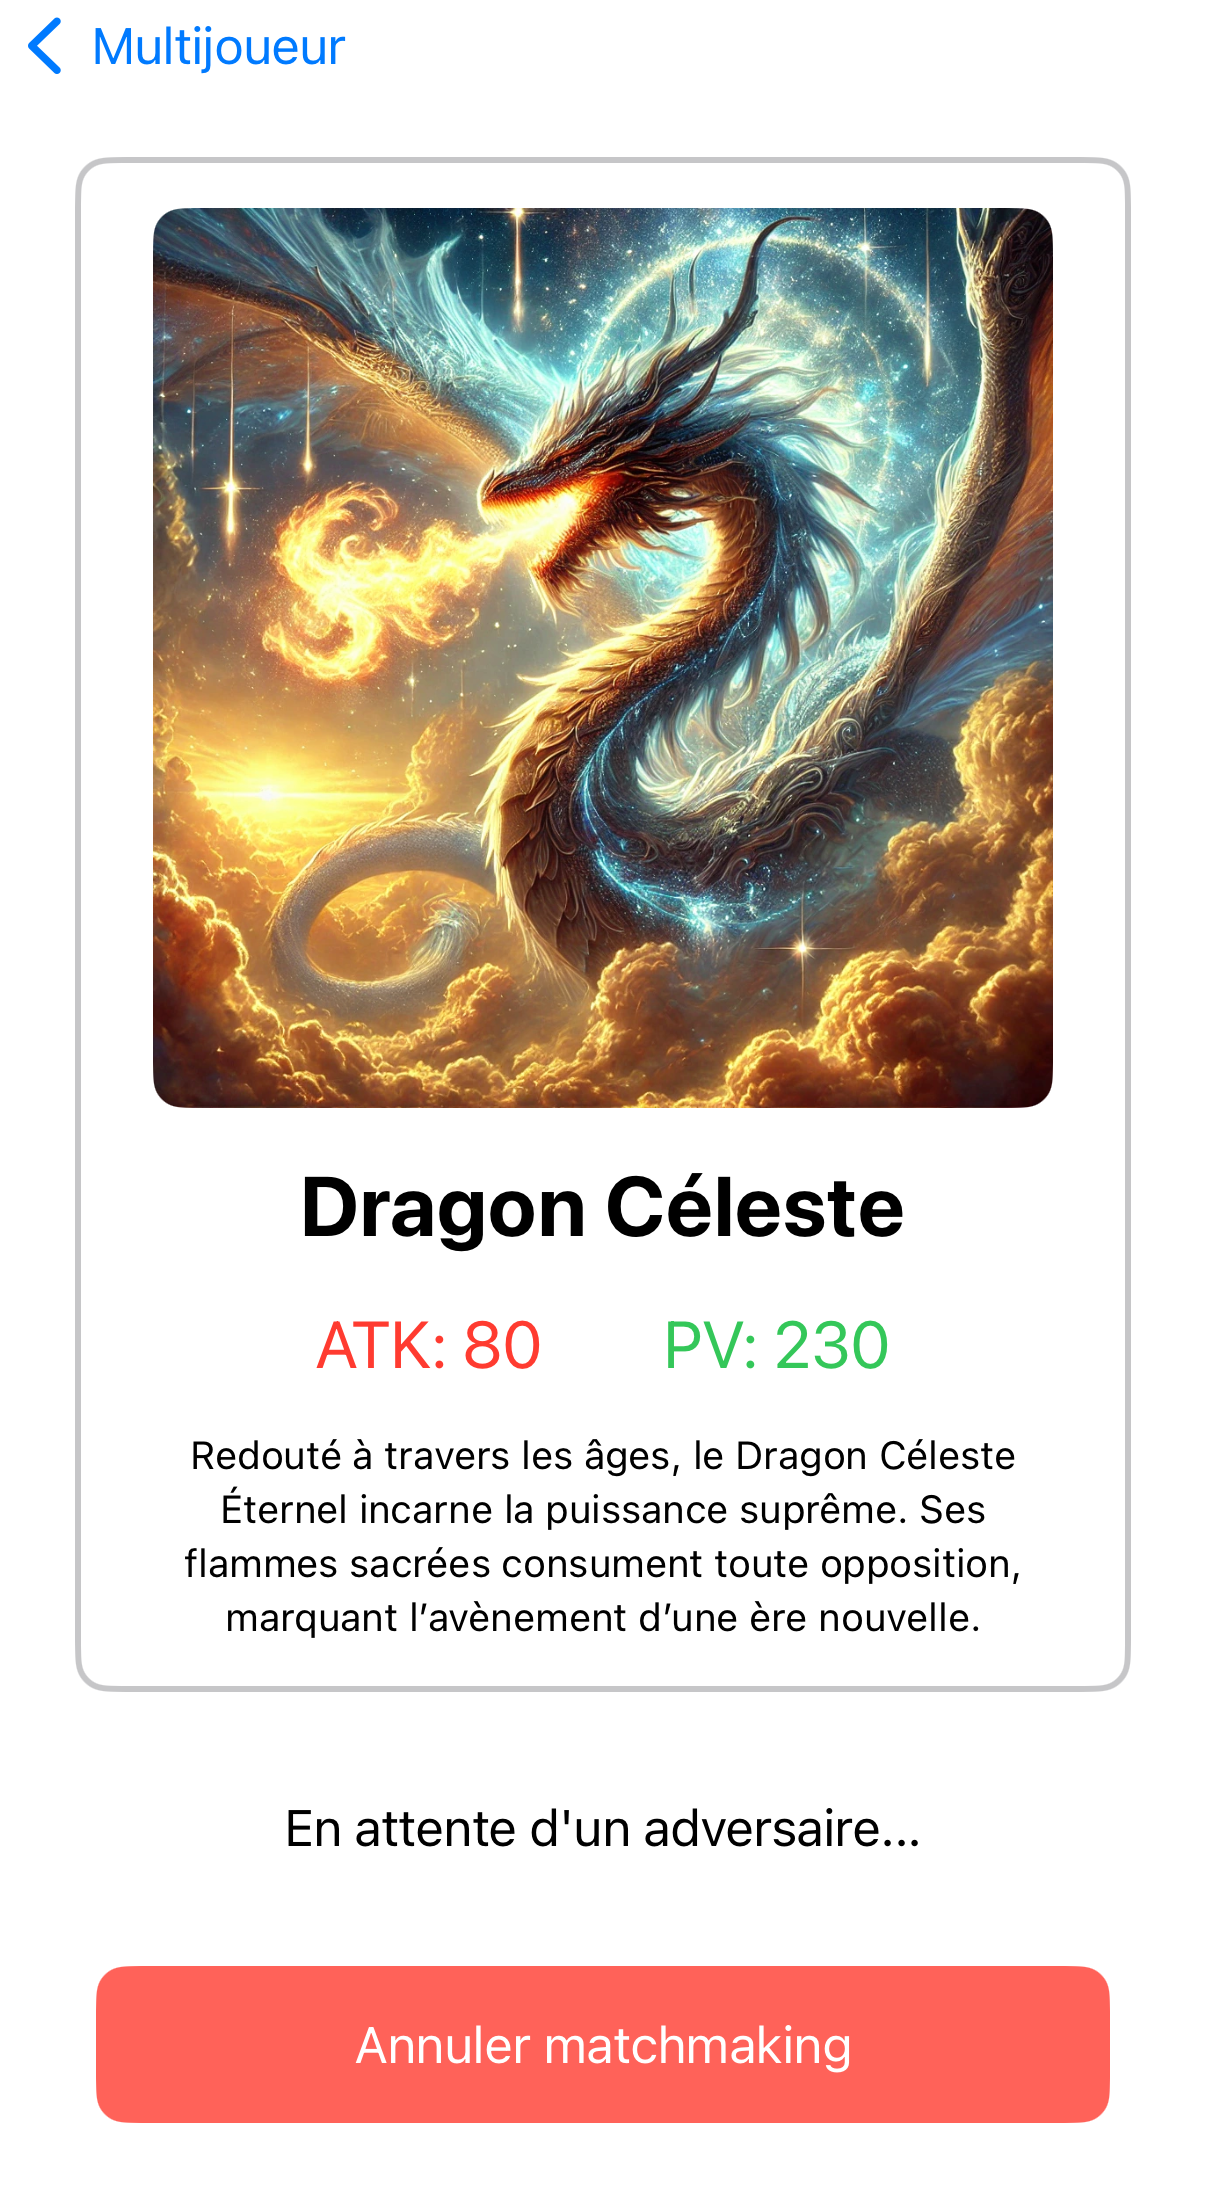 Multijoueur
Dragon Céleste
ATK: 80 PV: 230
Redouté à travers les âges, le Dragon Céleste
Éternel incarne la puissance suprême. Ses
flammes sacrées consument toute opposition,
marquant l’avènement d’une ère nouvelle.
En attente d'un adversaire...
Annuler matchmaking